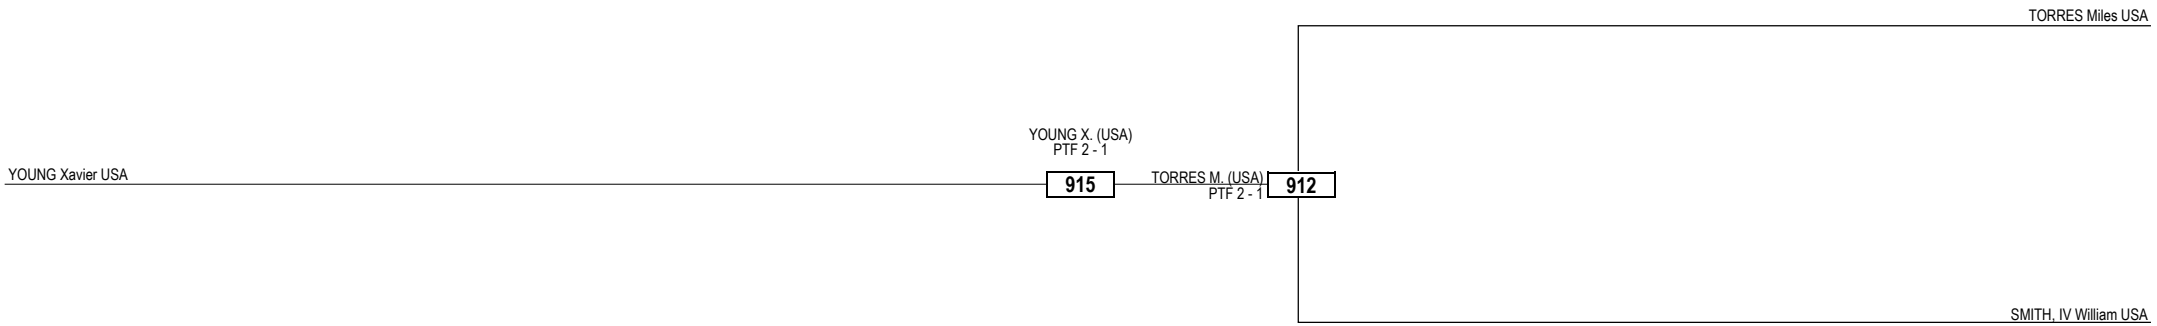 TORRES Miles USA
YOUNG X. (USA)
PTF 2 - 1
YOUNG Xavier USA
915
TORRES M. (USA)
PTF 2 - 1
912
SMITH, IV William USA